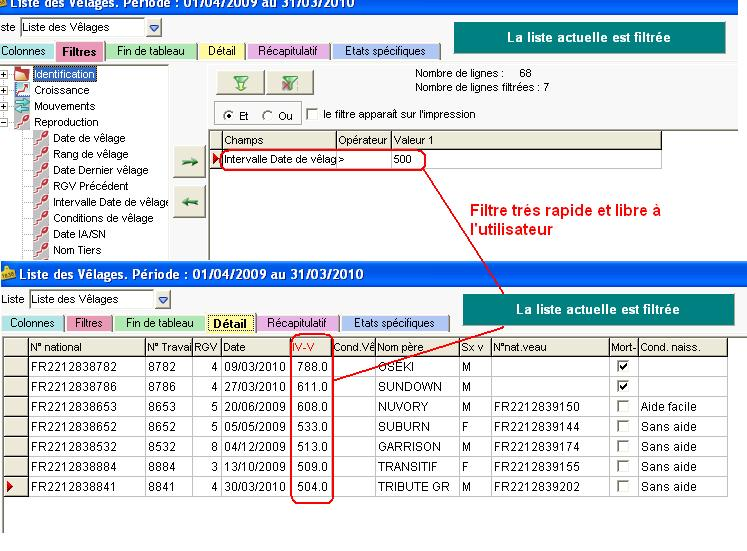 Liste des Vêlages. Période : 01/04/2009 au 31/03/2010
ste Liste des Vêlages
La liste actuelle est filtrée
Colonnes Filtres Fin de tableau Détail Récapitulatif Etats spécifiques
Identification
Croissance
Mouvements
Reproduction
Date de vêlage
Rang de vêlage
Date Dernier vêlage
RGV Précédent
Intervalle Date de vêlage
Conditions de vêlage
Date IA/SN
Nom Tiers
Nombre de lignes : 68
Nombre de lignes filtrées : 7
Et Ou le filtre apparaît sur l'impression
Champs Opérateur Valeur 1
Intervalle Date de vêlag > 500
Filtre trés rapide et libre à
l'utilisateur
Liste des Vêlages. Période : 01/04/2009 au 31/03/2010
Liste Liste des Vêlages
La liste actuelle est filtrée
Colonnes Filtres Fin de tableau Détail Récapitulatif Etats spécifiques
N° national N° Travai RGV Date IV-V Cond.Vê Nom père Sx v N°nat.veau Mort- Cond. naiss.
FR2212838782 8782 4 09/03/2010 788.0 OSEKI M
FR2212838786 8786 4 27/03/2010 611.0 SUNDOWN M
FR2212838653 8653 5 20/06/2009 608.0 NUVORY M FR2212839150 Aide facile
FR2212838652 8652 5 05/05/2009 533.0 SUBURN F FR2212839144 Sans aide
FR2212838532 8532 8 04/12/2009 513.0 GARRISON M FR2212839174 Sans aide
FR2212838884 8884 3 13/10/2009 509.0 TRANSITIF F FR2212839155 Sans aide
FR2212838841 8841 4 30/03/2010 504.0 TRIBUTE GR M FR2212839202 Sans aide